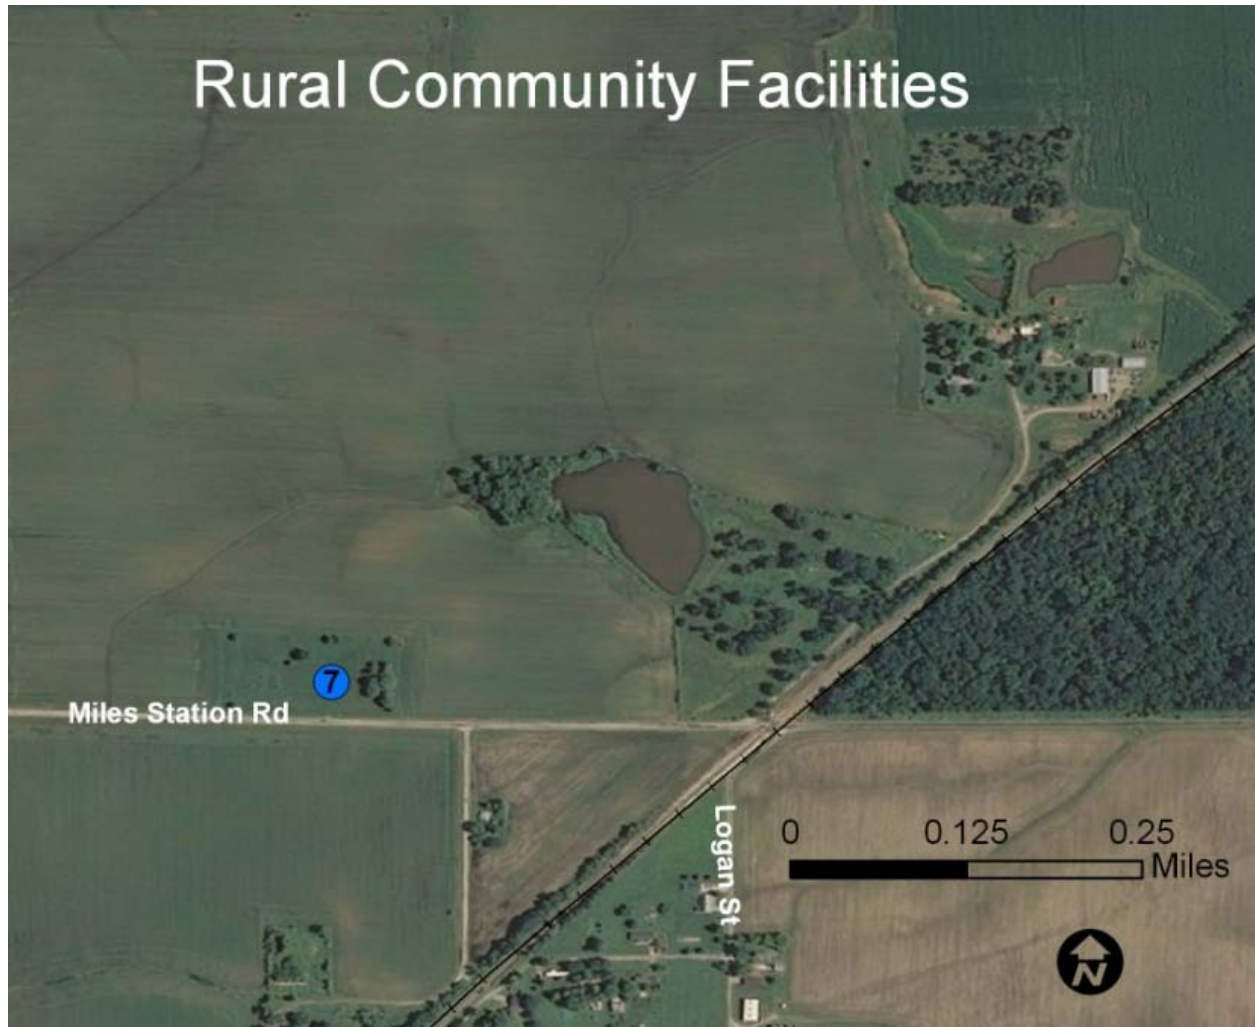 Rural Community Facilities
7
Miles Station Rd
Logan St
0 0.125 0.25
Miles
N